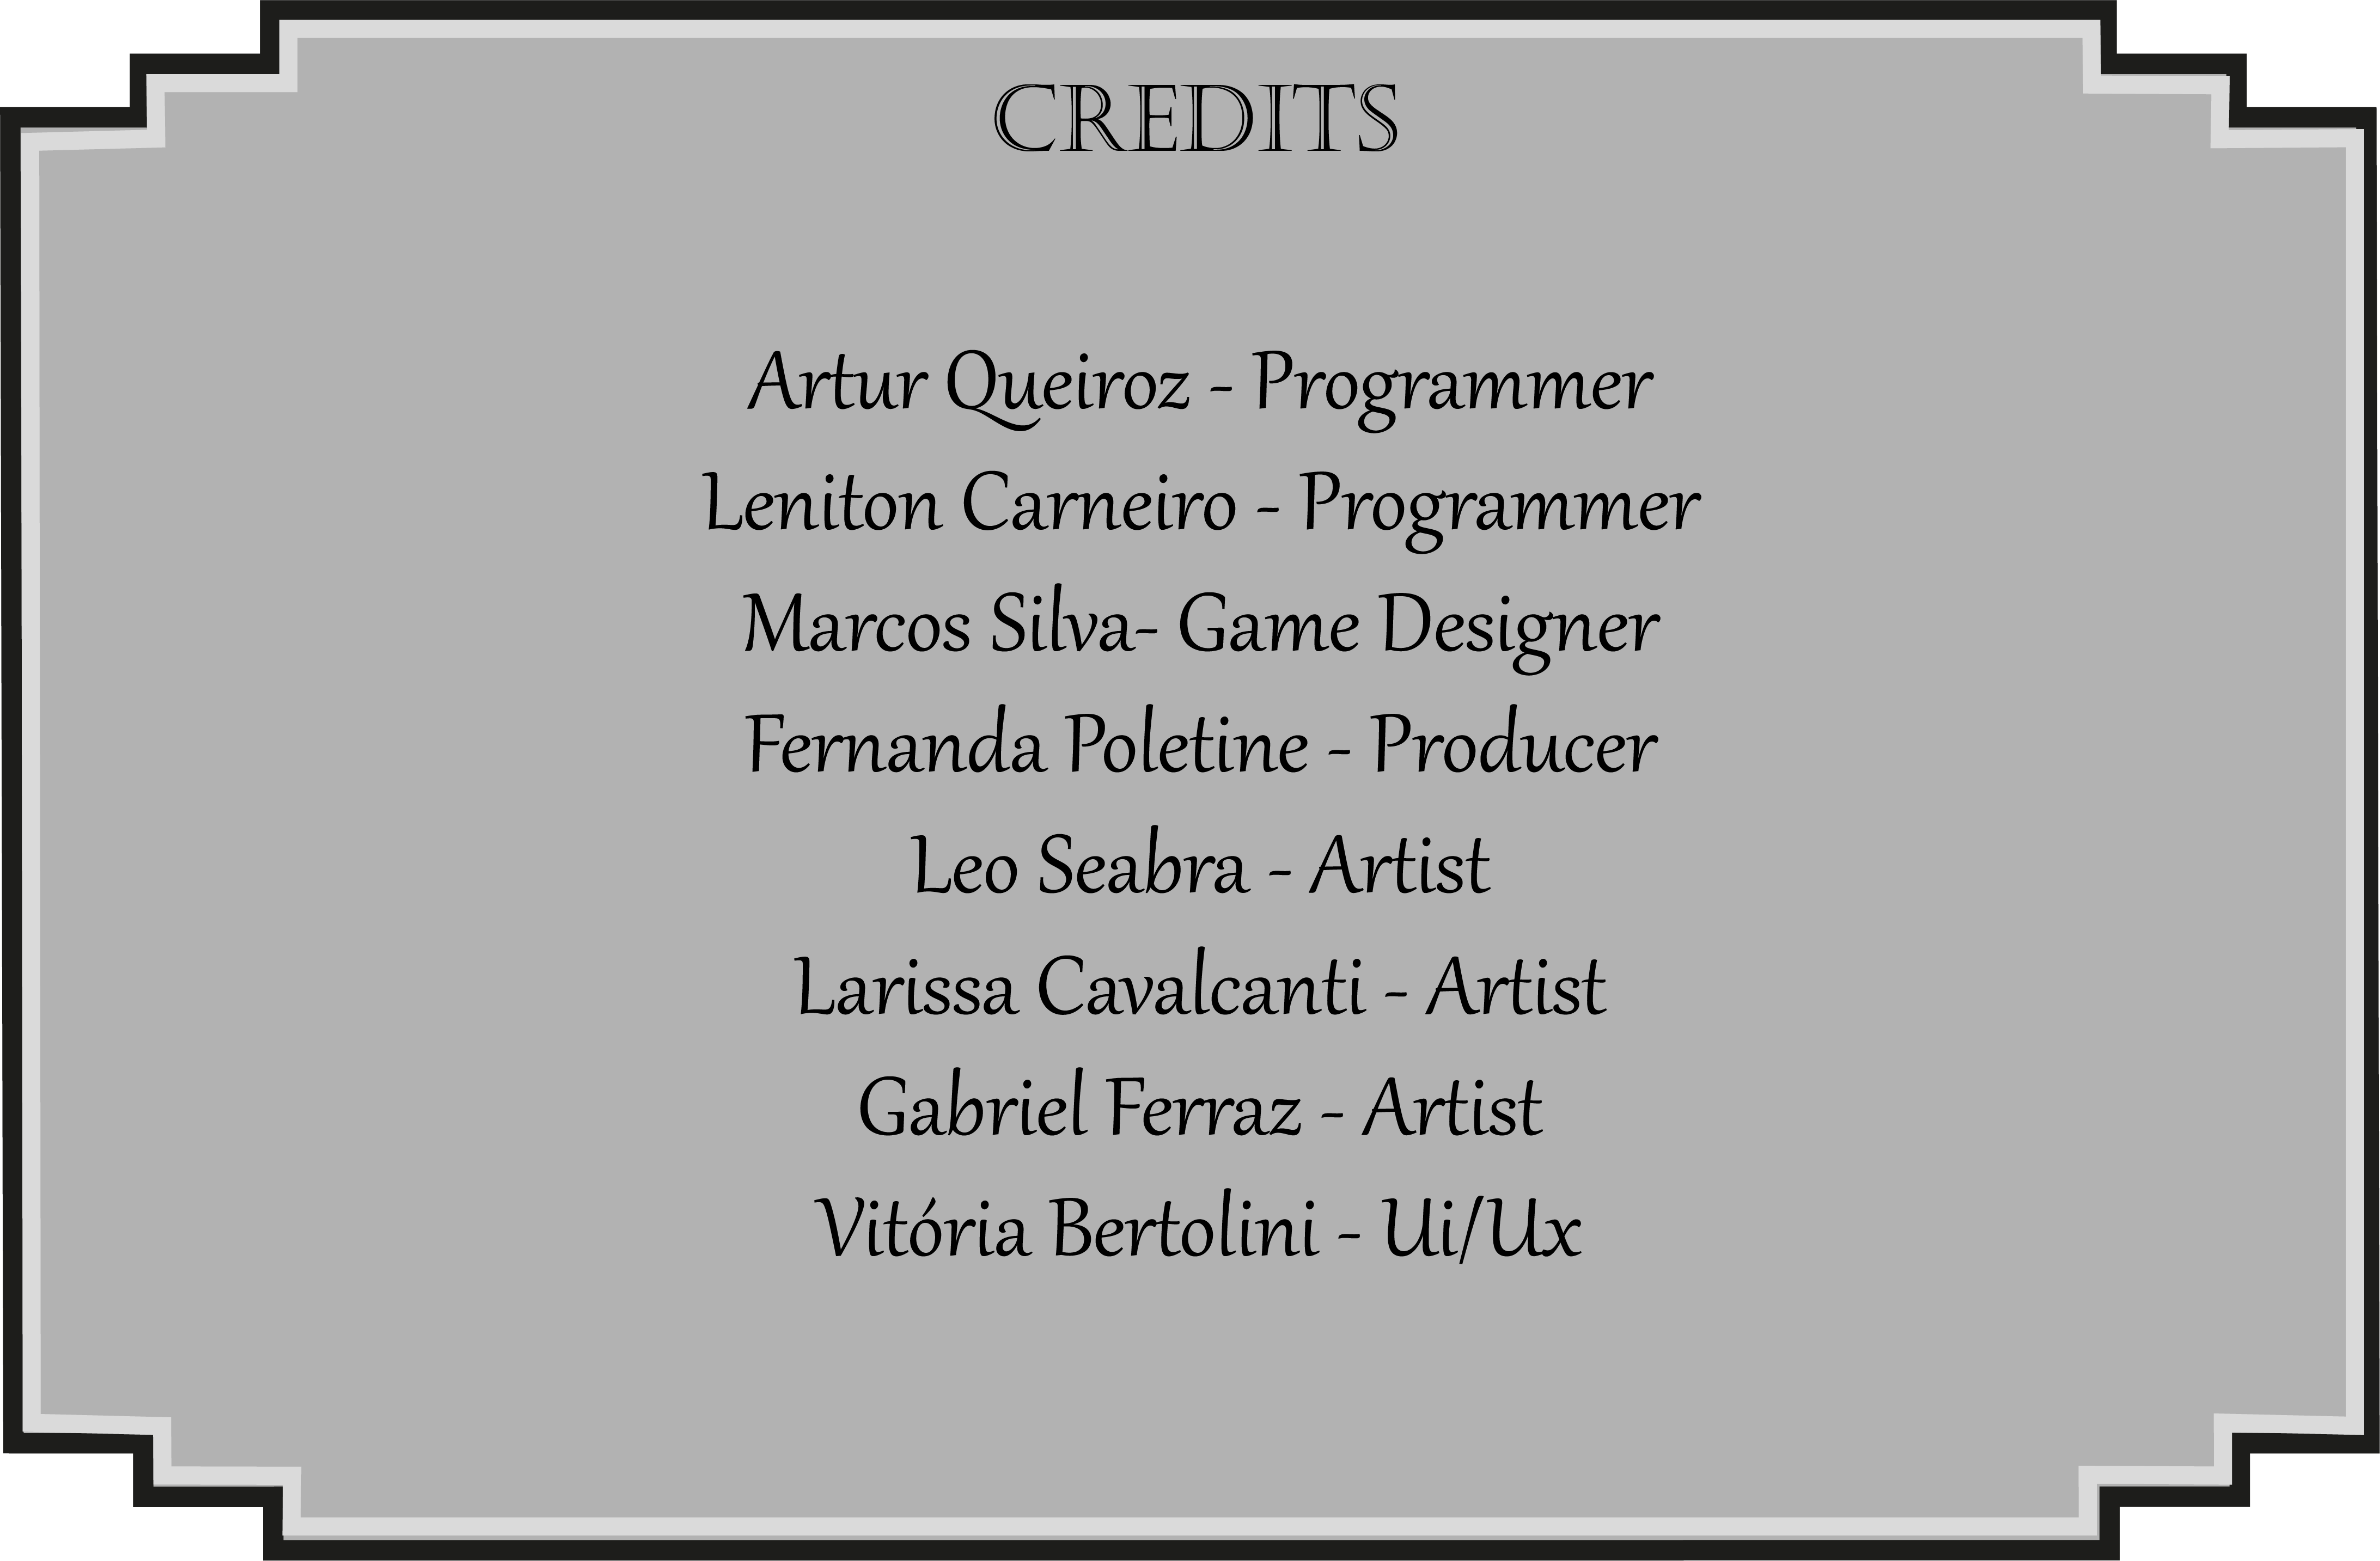 CREDITS
Artur Queiroz - Programmer
Leniton Carneiro - Programmer
Marcos Silva- Game Designer
Fernanda Poletine - Producer
Leo Seabra - Artist
Larissa Cavalcanti - Artist
Gabriel Ferraz - Artist
Vitória Bertolini - Ui/Ux